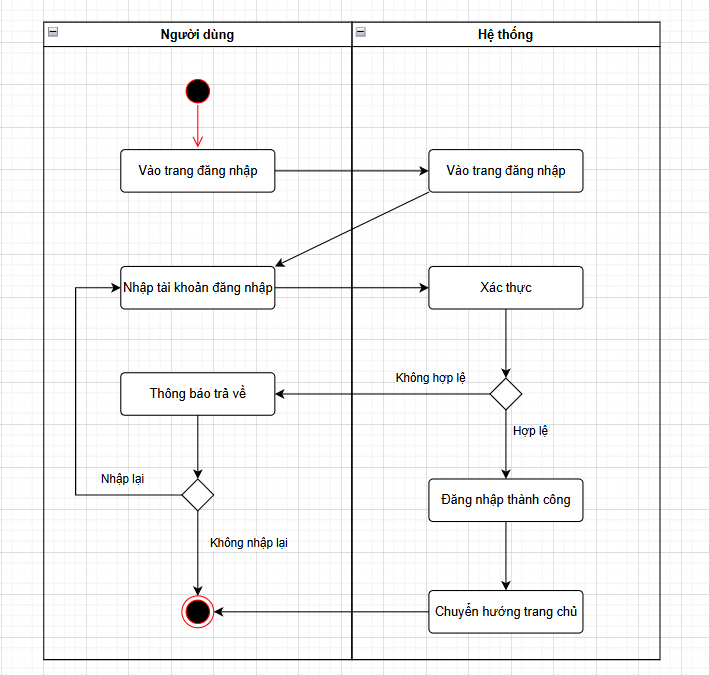 Người dùng
Hệ thống
Vào trang đăng nhập
Vào trang đăng nhập
Nhập tài khoản đăng nhập
Xác thực
Không hợp lệ
Thông báo trả về
Hợp lệ
Nhập lại
Đăng nhập thành công
Không nhập lại
Chuyển hướng trang chủ